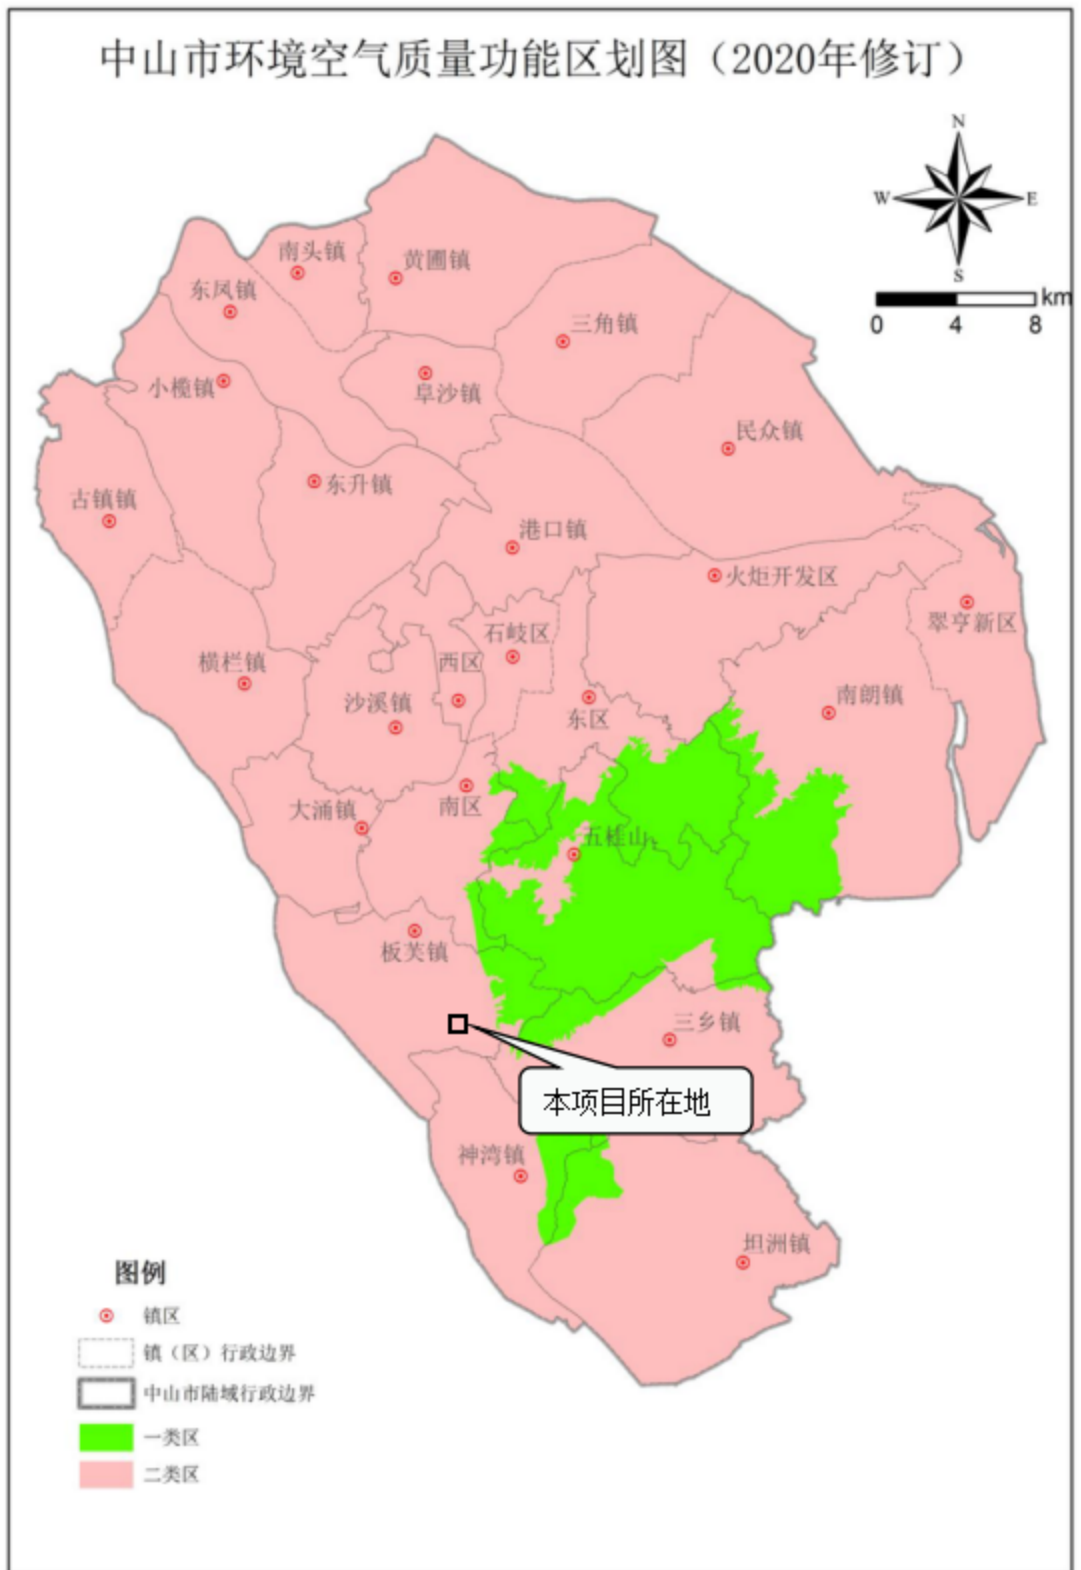 中山市环境空气质量功能区划图（2020年修订）
N
W
E
S
km
0
4
8
南头镇
黄圃镇
东凤镇
三角镇
小榄镇
阜沙镇
民众镇
东升镇
古镇镇
港口镇
火炬开发区
翠亨新区
石岐区
西区
横栏镇
沙溪镇
东区
南朗镇
南区
大涌镇
五桂山
板芙镇
三乡镇
本项目所在地
神湾镇
坦洲镇
图例
镇区
镇（区）行政边界
中山市陆域行政边界
一类区
二类区